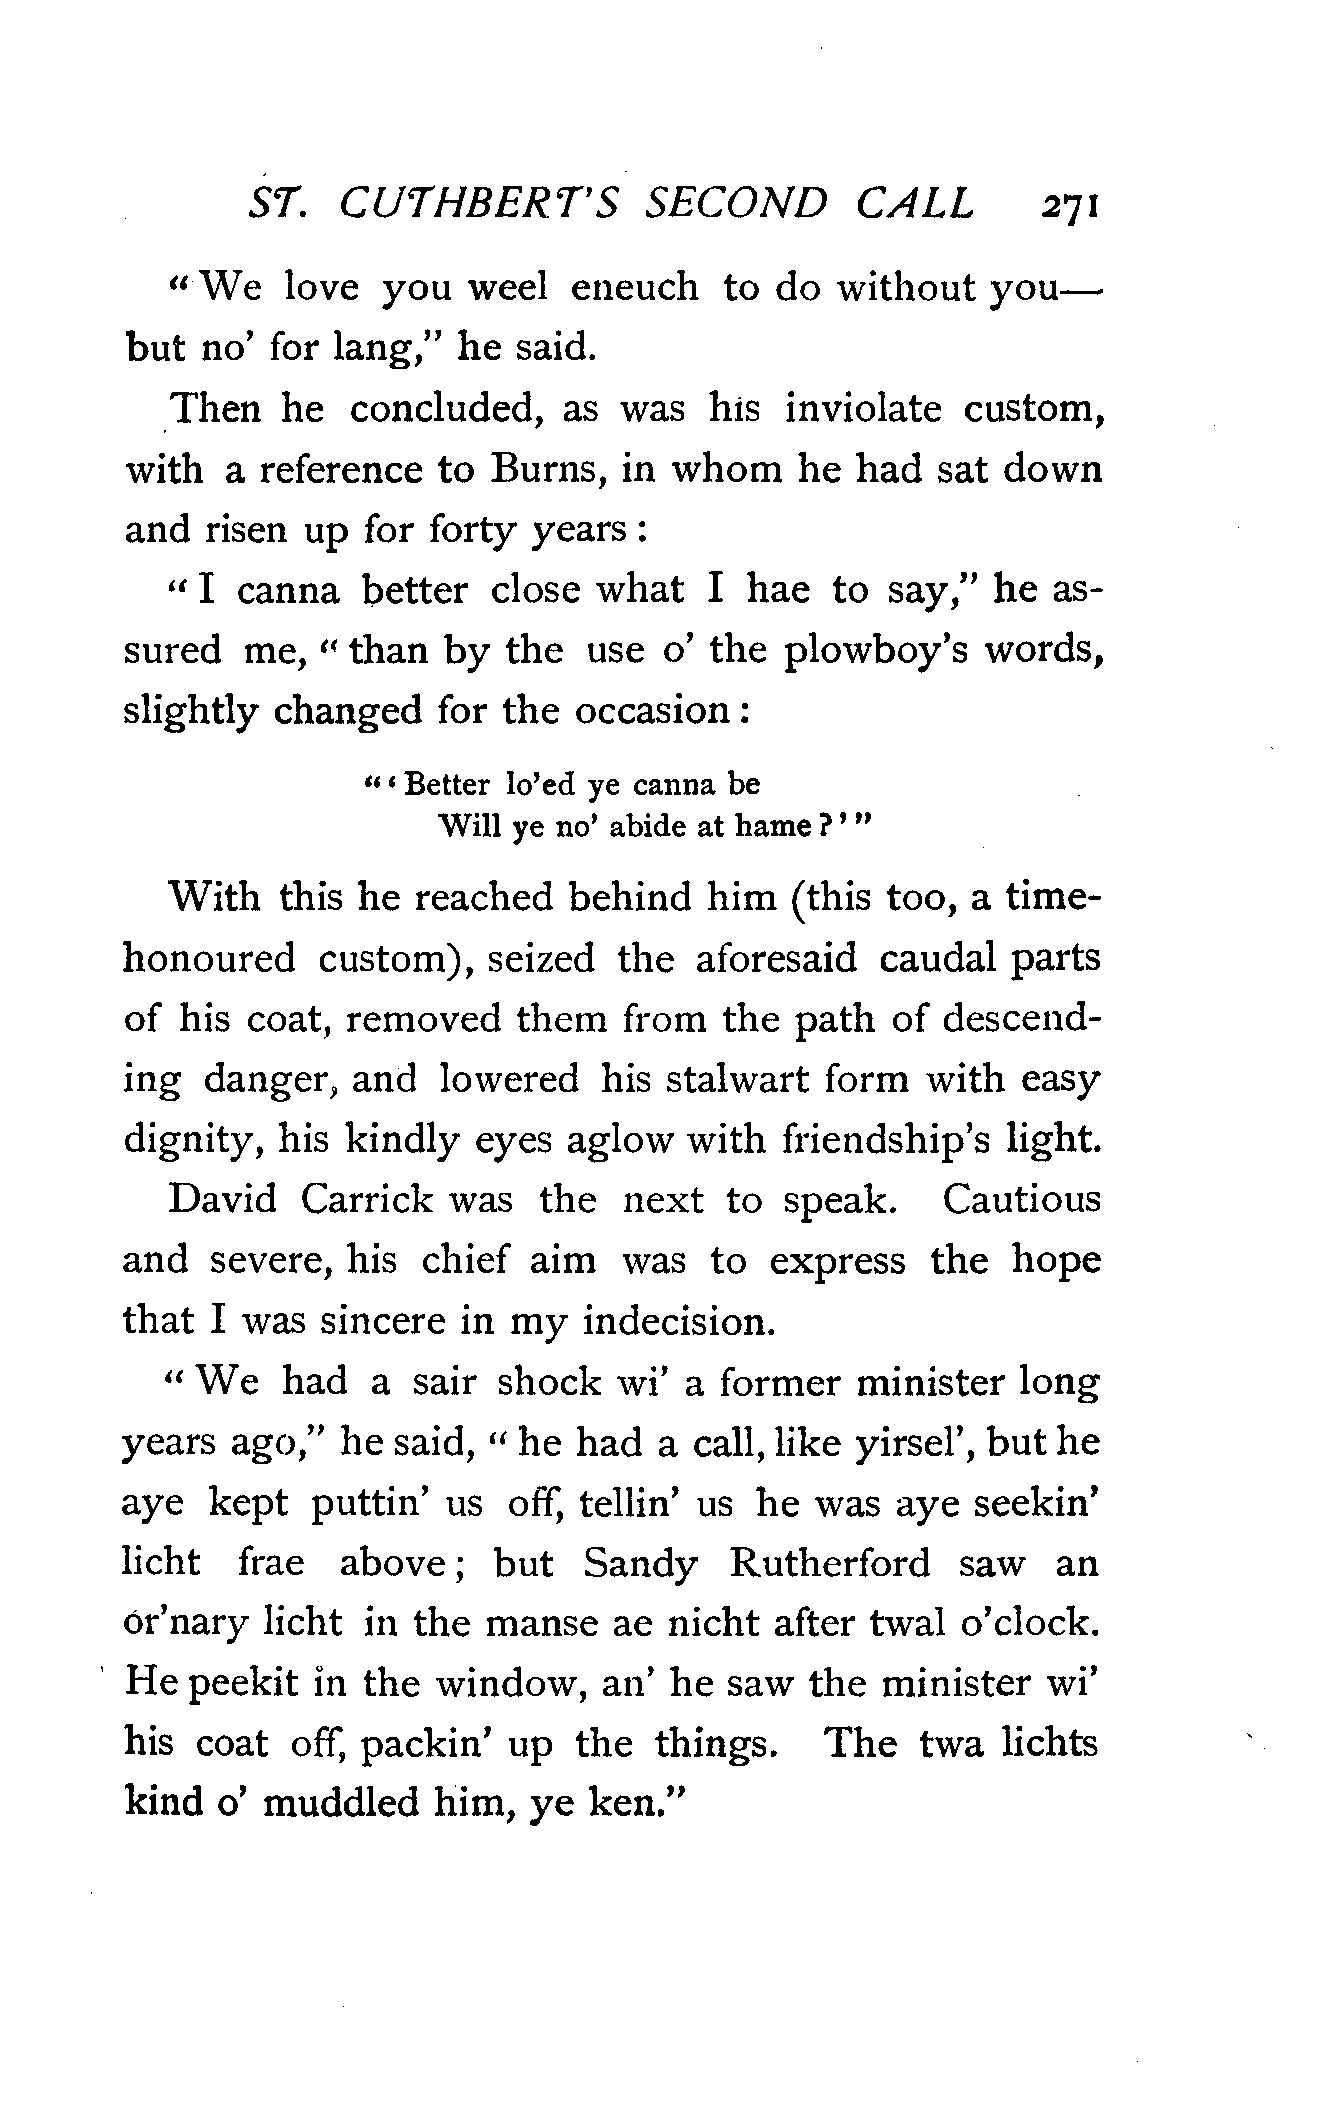 ST. CUTHBERT'S SECOND CALL 271
"We love you weel eneuch to do without you—
but no' for lang," he said.
Then he concluded, as was his inviolate custom,
with a reference to Burns, in whom he had sat down
and risen up for forty years:
"I canna better close what I hae to say," he as-
sured me, "than by the use o' the plowboy's words,
slightly changed for the occasion:
"'Better lo'ed ye canna be
Will ye no' abide at hame?'"
With this he reached behind him (this too, a time-
honoured custom), seized the aforesaid caudal parts
of his coat, removed them from the path of descend-
ing danger, and lowered his stalwart form with easy
dignity, his kindly eyes aglow with friendship's light.
David Carrick was the next to speak. Cautious
and severe, his chief aim was to express the hope
that I was sincere in my indecision.
"We had a sair shock wi' a former minister long
years ago," he said, "he had a call, like yirsel', but he
aye kept puttin' us off, tellin' us he was aye seekin'
licht frae above; but Sandy Rutherford saw an
or'nary licht in the manse ae nicht after twal o'clock.
He peekit in the window, an' he saw the minister wi'
his coat off, packin' up the things. The twa lichts
kind o' muddled him, ye ken."